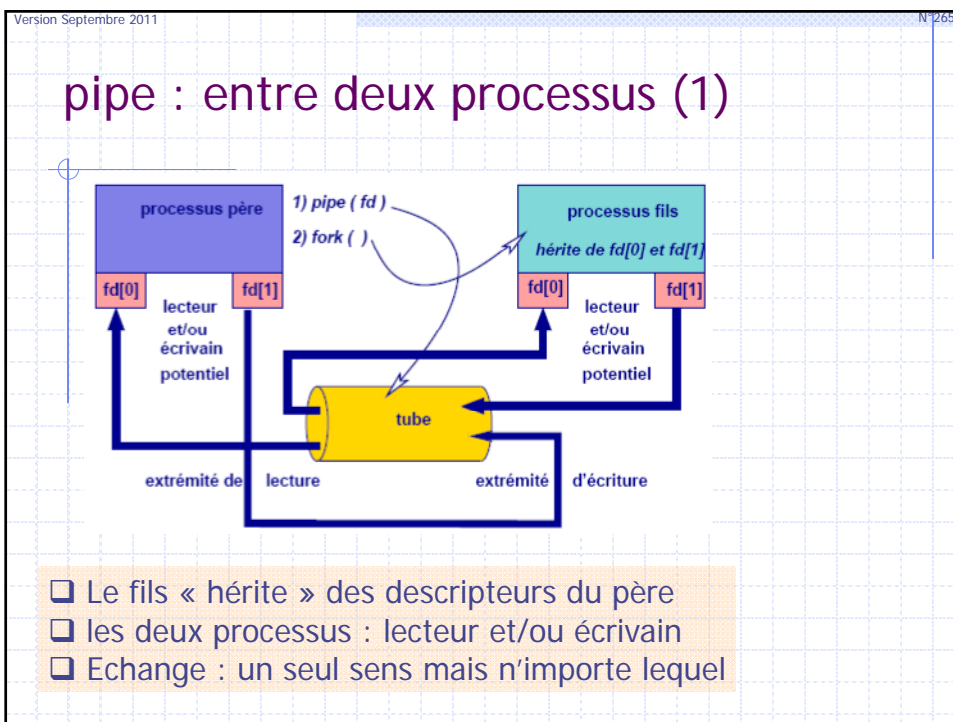 Version Septembre 2011
N°265
pipe : entre deux processus (1)
processus père
1) pipe ( fd )
2) fork ( )
processus fils
hérite de fd[0] et fd[1]
fd[0]
fd[1]
lecteur
et/ou
écrivain
potentiel
fd[0]
fd[1]
lecteur
et/ou
écrivain
potentiel
tube
extrémité de lecture
extrémité d'écriture
❑ Le fils « hérite » des descripteurs du père
❑ les deux processus : lecteur et/ou écrivain
❑ Echange : un seul sens mais n'importe lequel